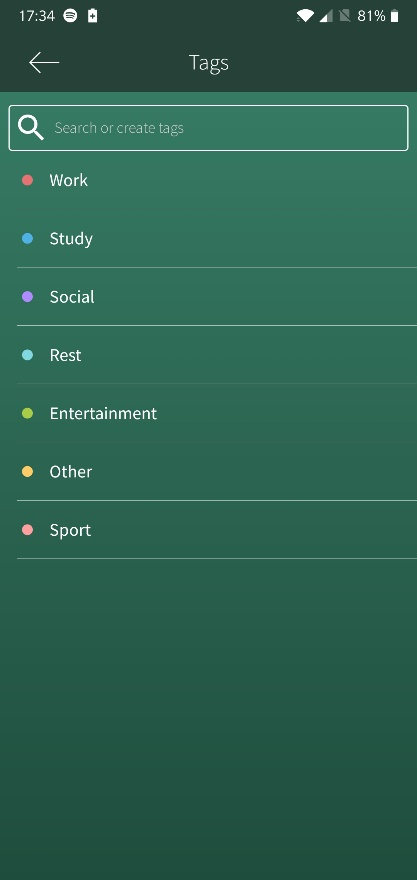 17:34 81%
Tags
Search or create tags
Work
Study
Social
Rest
Entertainment
Other
Sport